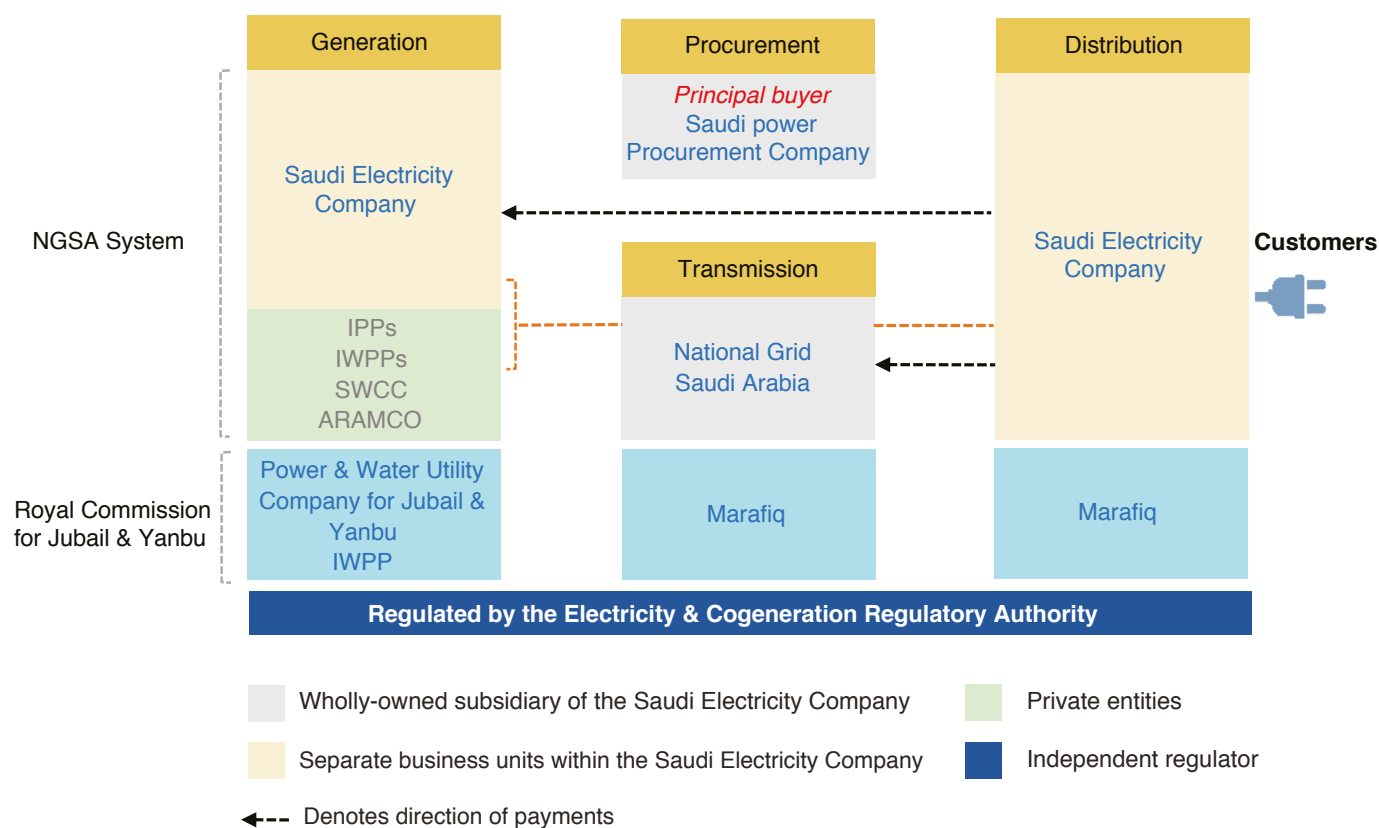 Generation
Procurement
Distribution
NGSA System
Saudi Electricity
Company
Principal buyer
Saudi power
Procurement Company
Saudi Electricity
Company
Customers
Transmission
IPPs
IWPPs
SWCC
ARAMCO
National Grid
Saudi Arabia
Royal Commission
for Jubail & Yanbu
Power & Water Utility
Company for Jubail &
Yanbu
IWPP
Marafiq
Marafiq
Regulated by the Electricity & Cogeneration Regulatory Authority
Wholly-owned subsidiary of the Saudi Electricity Company
Private entities
Separate business units within the Saudi Electricity Company
Independent regulator
Denotes direction of payments